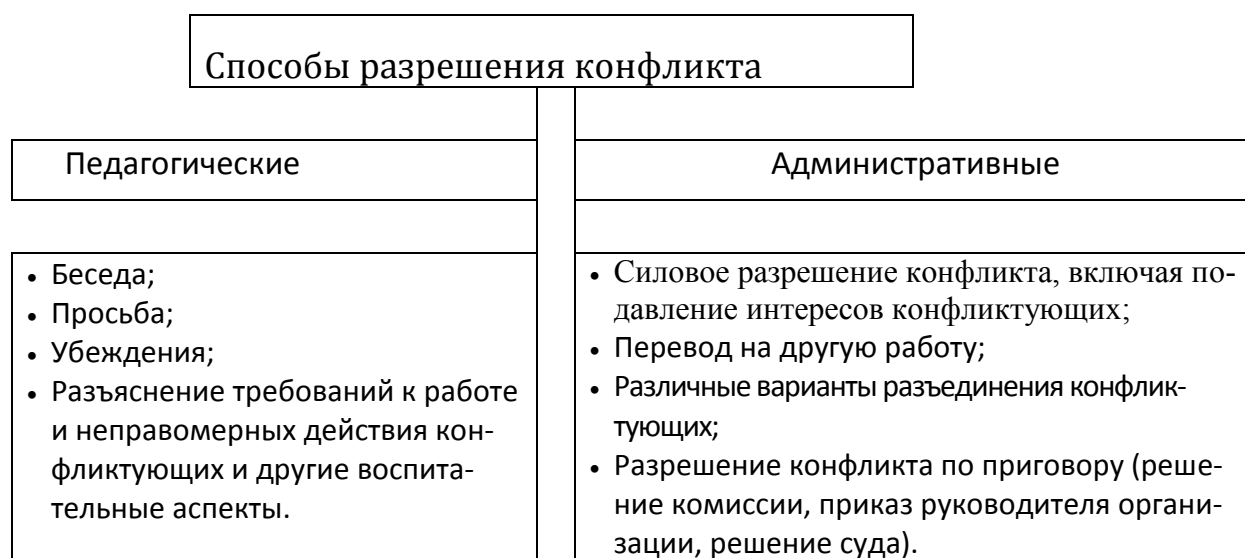 Способы разрешения конфликта
Педагогические
Административные
• Беседа;
• Просьба;
• Убеждения;
• Разъяснение требований к работе
и неправомерных действия кон-
фликтующих и другие воспита-
тельные аспекты.
• Силовое разрешение конфликта, включая по-
давление интересов конфликтующих;
• Перевод на другую работу;
• Различные варианты разъединения конфлик-
тующих;
• Разрешение конфликта по приговору (реше-
ние комиссии, приказ руководителя органи-
зации, решение суда).